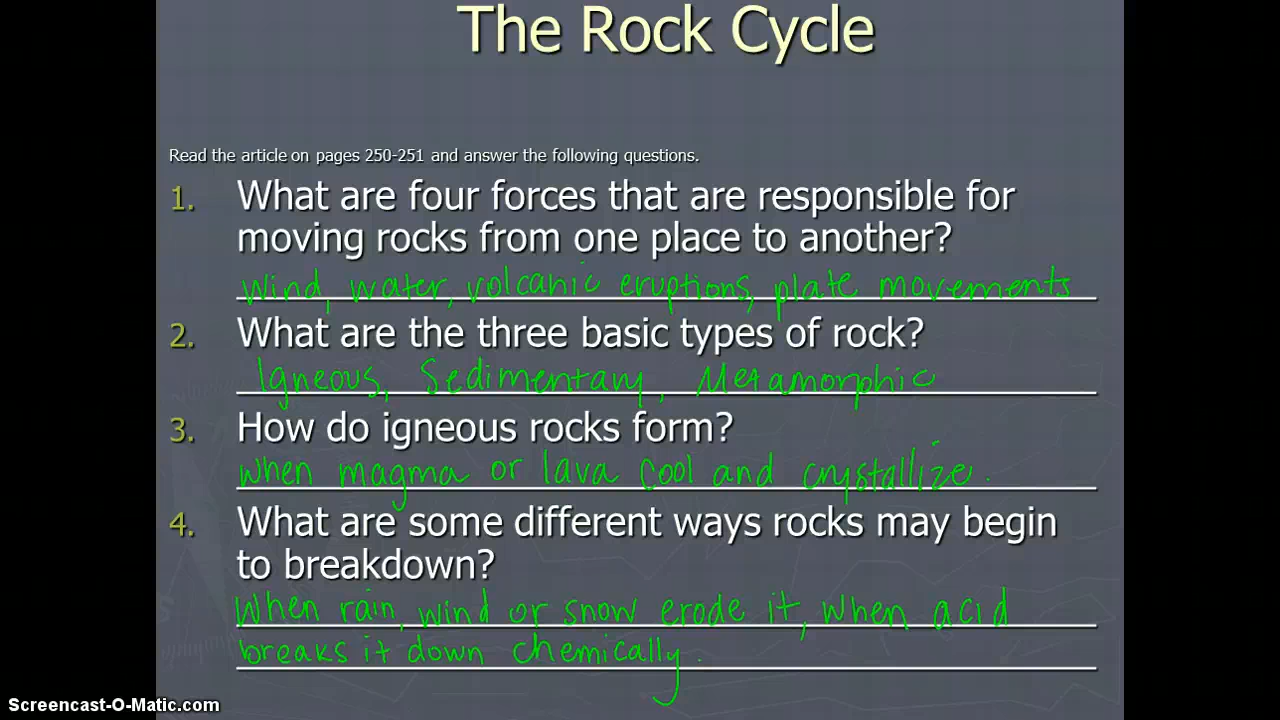 The Rock Cycle
Read the article on pages 250-251 and answer the following questions.
1. What are four forces that are responsible for
moving rocks from one place to another?
Wind, water, volcanic eruptions, plate movements
2. What are the three basic types of rock?
Igneous, Sedimentary, Metamorphic
3. How do igneous rocks form?
When magma or lava cool and crystallize.
4. What are some different ways rocks may begin
to breakdown?
When rain, wind or snow erode it, when acid
breaks it down chemically.
Screencast-O-Matic.com